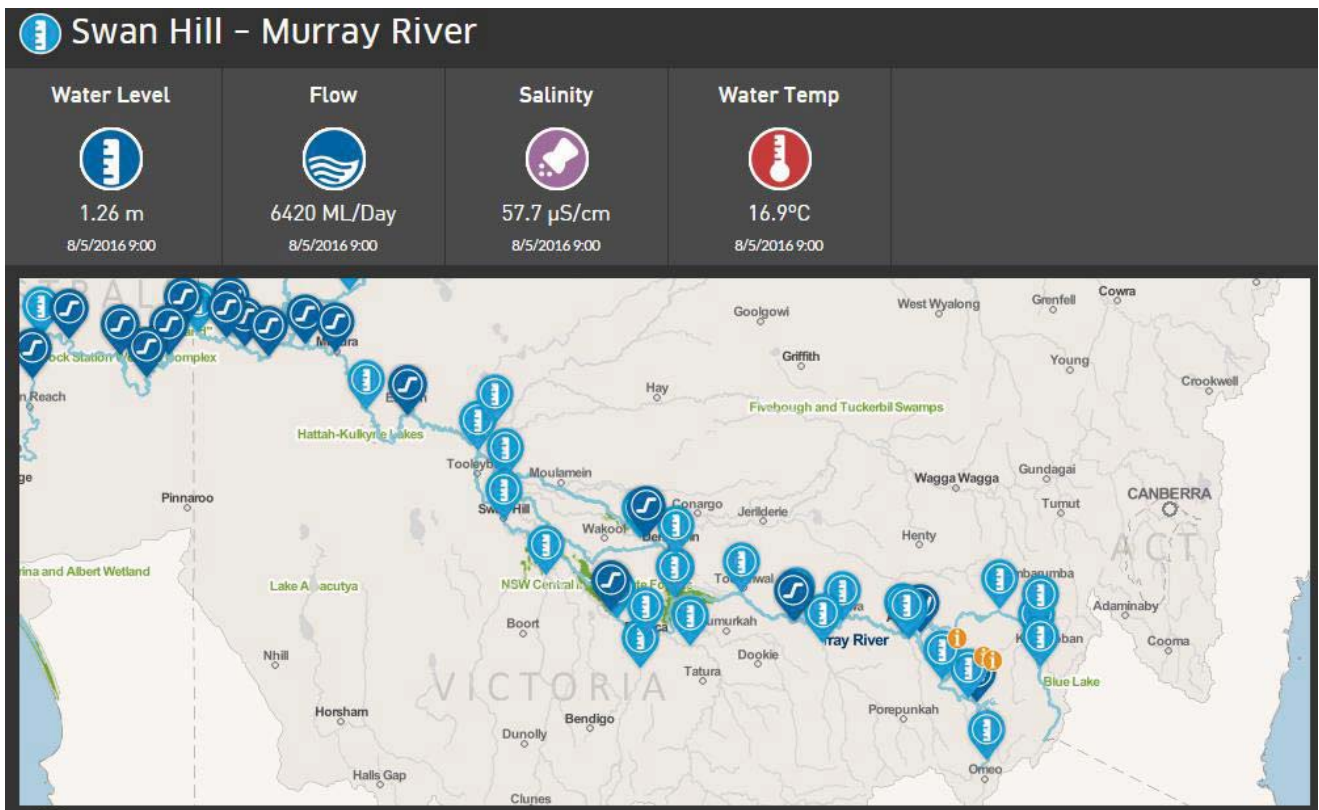 Swan Hill - Murray River
Water Level
Flow
Salinity
Water Temp
1.26 m
6420 ML/Day
57.7 µS/cm
16.9°C
8/5/2016 9:00
8/5/2016 9:00
8/5/2016 9:00
8/5/2016 9:00
Cowra
Grenfell
West Wyalong
Goolgowi
Griffith
Young
Crookwell
Hay
Fivebough and Tuckerbil Swamps
Hattah-Kulkyne Lakes
Moulamein
Wagga Wagga
Gundagai
Pinnaroo
Tumut
CANBERRA
Conargo
Jerilderie
Wakool
Henty
ACT
Lake
NSW Central
Adaminaby
Boort
Cooma
Murray River
Nhill
Dookie
Tatura
Blue Lake
VICTORIA
Porepunkah
Horsham
Bendigo
Dunolly
Omeo
Halls Gap
Clunes